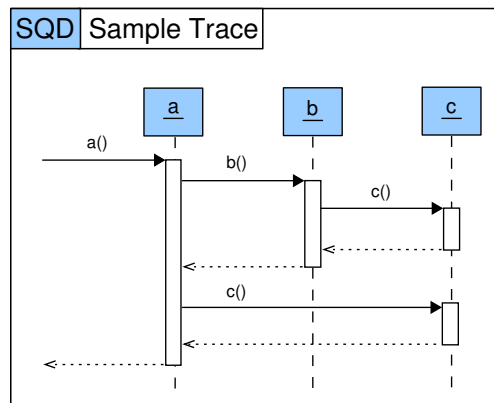 SQD Sample Trace
a b c
a()
b()
c()
c()